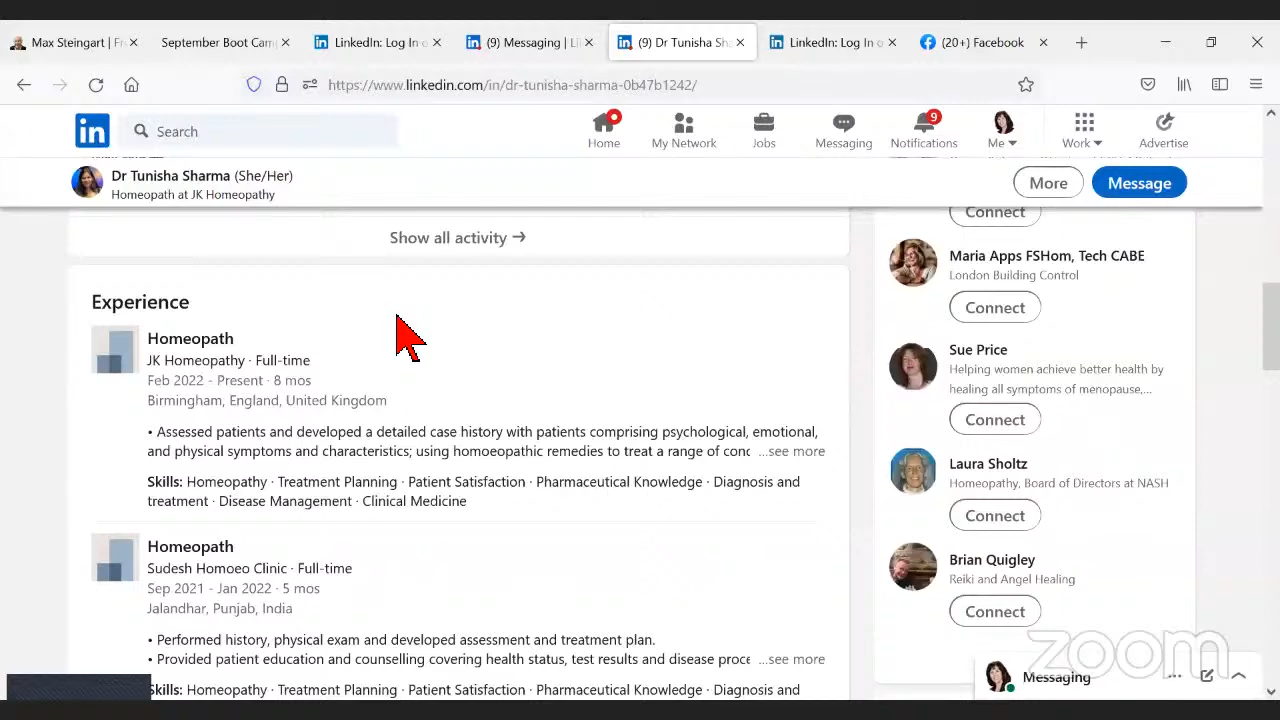 Max Steingart | Fr
September Boot Cam
LinkedIn: Log In o
(9) Messaging | Li
(9) Dr Tunisha Sha
LinkedIn: Log In o
(20+) Facebook
https://www.linkedin.com/in/dr-tunisha-sharma-0b47b1242/
in
Search
Home
My Network
Jobs
Messaging
9
Notifications
Me
Work
Advertise
Dr Tunisha Sharma (She/Her)
Homeopath at JK Homeopathy
More
Message
Show all activity →
Experience
Homeopath
JK Homeopathy · Full-time
Feb 2022 - Present · 8 mos
Birmingham, England, United Kingdom
• Assessed patients and developed a detailed case history with patients comprising psychological, emotional,
and physical symptoms and characteristics; using homoeopathic remedies to treat a range of conc ...see more
Skills: Homeopathy · Treatment Planning · Patient Satisfaction · Pharmaceutical Knowledge · Diagnosis and
treatment · Disease Management · Clinical Medicine
Homeopath
Sudesh Homoeo Clinic · Full-time
Sep 2021 - Jan 2022 · 5 mos
Jalandhar, Punjab, India
• Performed history, physical exam and developed assessment and treatment plan.
• Provided patient education and counselling covering health status, test results and disease proce ...see more
Skills: Homeopathy · Treatment Planning · Patient Satisfaction · Pharmaceutical Knowledge · Diagnosis and
Connect
Maria Apps FSHom, Tech CABE
London Building Control
Connect
Sue Price
Helping women achieve better health by
healing all symptoms of menopause,...
Connect
Laura Sholtz
Homeopathy, Board of Directors at NASH
Connect
Brian Quigley
Reiki and Angel Healing
Connect
zoom
Messaging